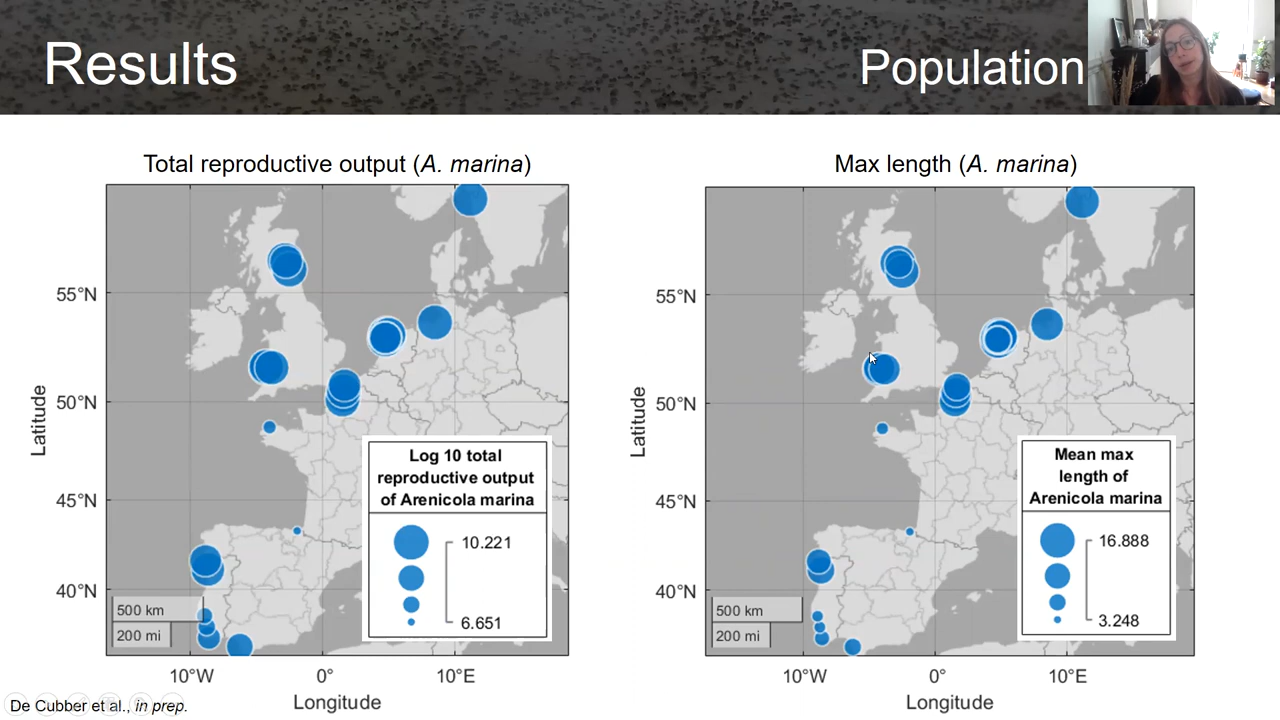 Results
Population
Total reproductive output (A. marina)
Max length (A. marina)
55°N
50°N
45°N
40°N
Latitude
10°W
0°
10°E
Longitude
500 km
200 mi
Log 10 total
reproductive output
of Arenicola marina
10.221
6.651
55°N
50°N
45°N
40°N
Latitude
10°W
0°
10°E
Longitude
500 km
200 mi
Mean max
length of
Arenicola marina
16.888
3.248
De Cubber et al., in prep.